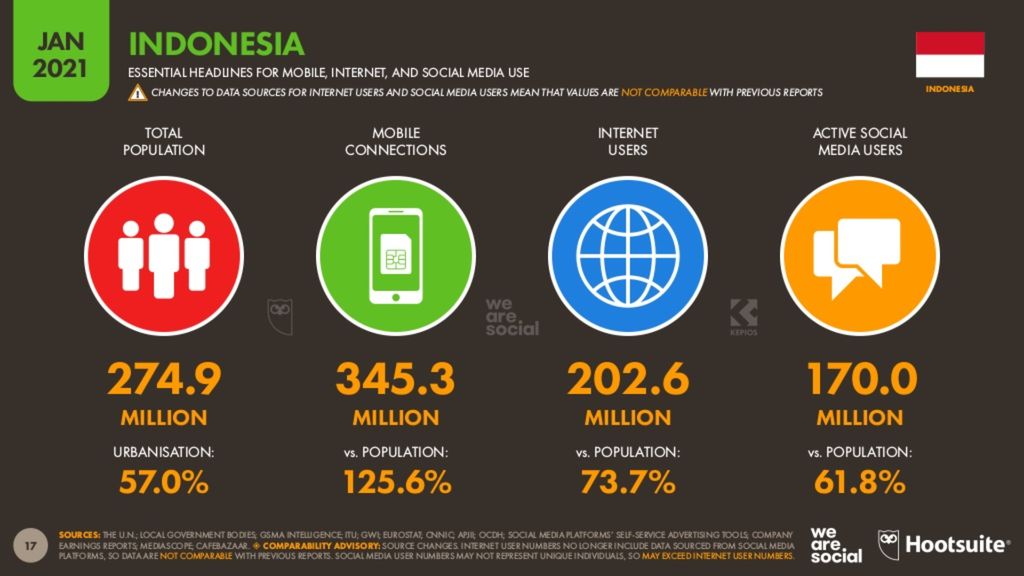 JAN
2021
INDONESIA
ESSENTIAL HEADLINES FOR MOBILE, INTERNET, AND SOCIAL MEDIA USE
CHANGES TO DATA SOURCES FOR INTERNET USERS AND SOCIAL MEDIA USERS MEAN THAT VALUES ARE NOT COMPARABLE WITH PREVIOUS REPORTS
INDONESIA
TOTAL
POPULATION
MOBILE
CONNECTIONS
INTERNET
USERS
ACTIVE SOCIAL
MEDIA USERS
we
are
social
KEPIOS
274.9
MILLION
345.3
MILLION
202.6
MILLION
170.0
MILLION
URBANISATION:
57.0%
vs. POPULATION:
125.6%
vs. POPULATION:
73.7%
vs. POPULATION:
61.8%
17
SOURCES: THE U.N.; LOCAL GOVERNMENT BODIES; GSMA INTELLIGENCE; ITU; GWI; EUROSTAT; CNNIC; APJII; OCDH; SOCIAL MEDIA PLATFORMS' SELF-SERVICE ADVERTISING TOOLS; COMPANY
EARNINGS REPORTS; MEDIASCOPE; CAFEBAZAAR. ◈ COMPARABILITY ADVISORY: SOURCE CHANGES. INTERNET USER NUMBERS NO LONGER INCLUDE DATA SOURCED FROM SOCIAL MEDIA
PLATFORMS, SO DATA ARE NOT COMPARABLE WITH PREVIOUS REPORTS. SOCIAL MEDIA USER NUMBERS MAY NOT REPRESENT UNIQUE INDIVIDUALS, SO MAY EXCEED INTERNET USER NUMBERS.
we
are
social
Hootsuite®